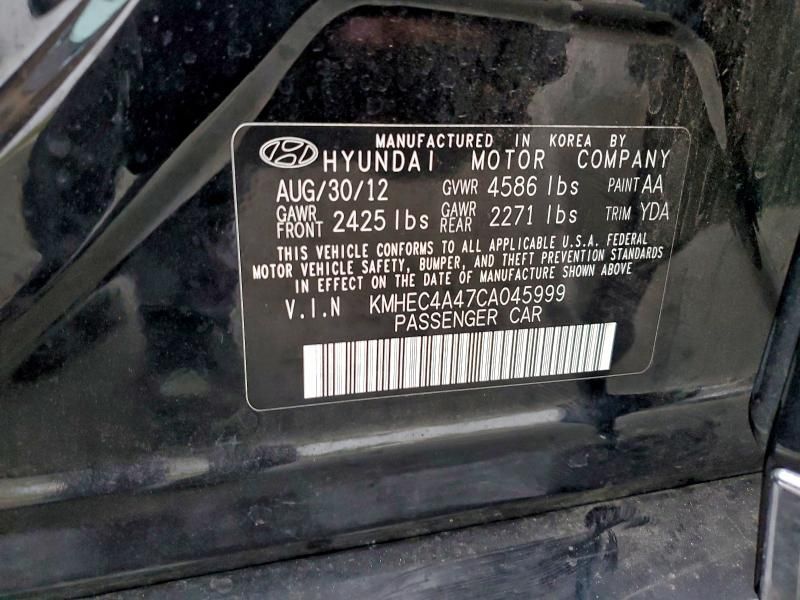 MANUFACTURED IN KOREA BY
HYUNDAI MOTOR COMPANY
AUG/30/12 GVWR 4586 lbs PAINT AA
GAWR FRONT 2425 lbs GAWR REAR 2271 lbs TRIM YDA
THIS VEHICLE CONFORMS TO ALL APPLICABLE U.S.A. FEDERAL
MOTOR VEHICLE SAFETY, BUMPER, AND THEFT PREVENTION STANDARDS
IN EFFECT ON THE DATE OF MANUFACTURE SHOWN ABOVE
V.I.N KMHEC4A47CA045999
PASSENGER CAR